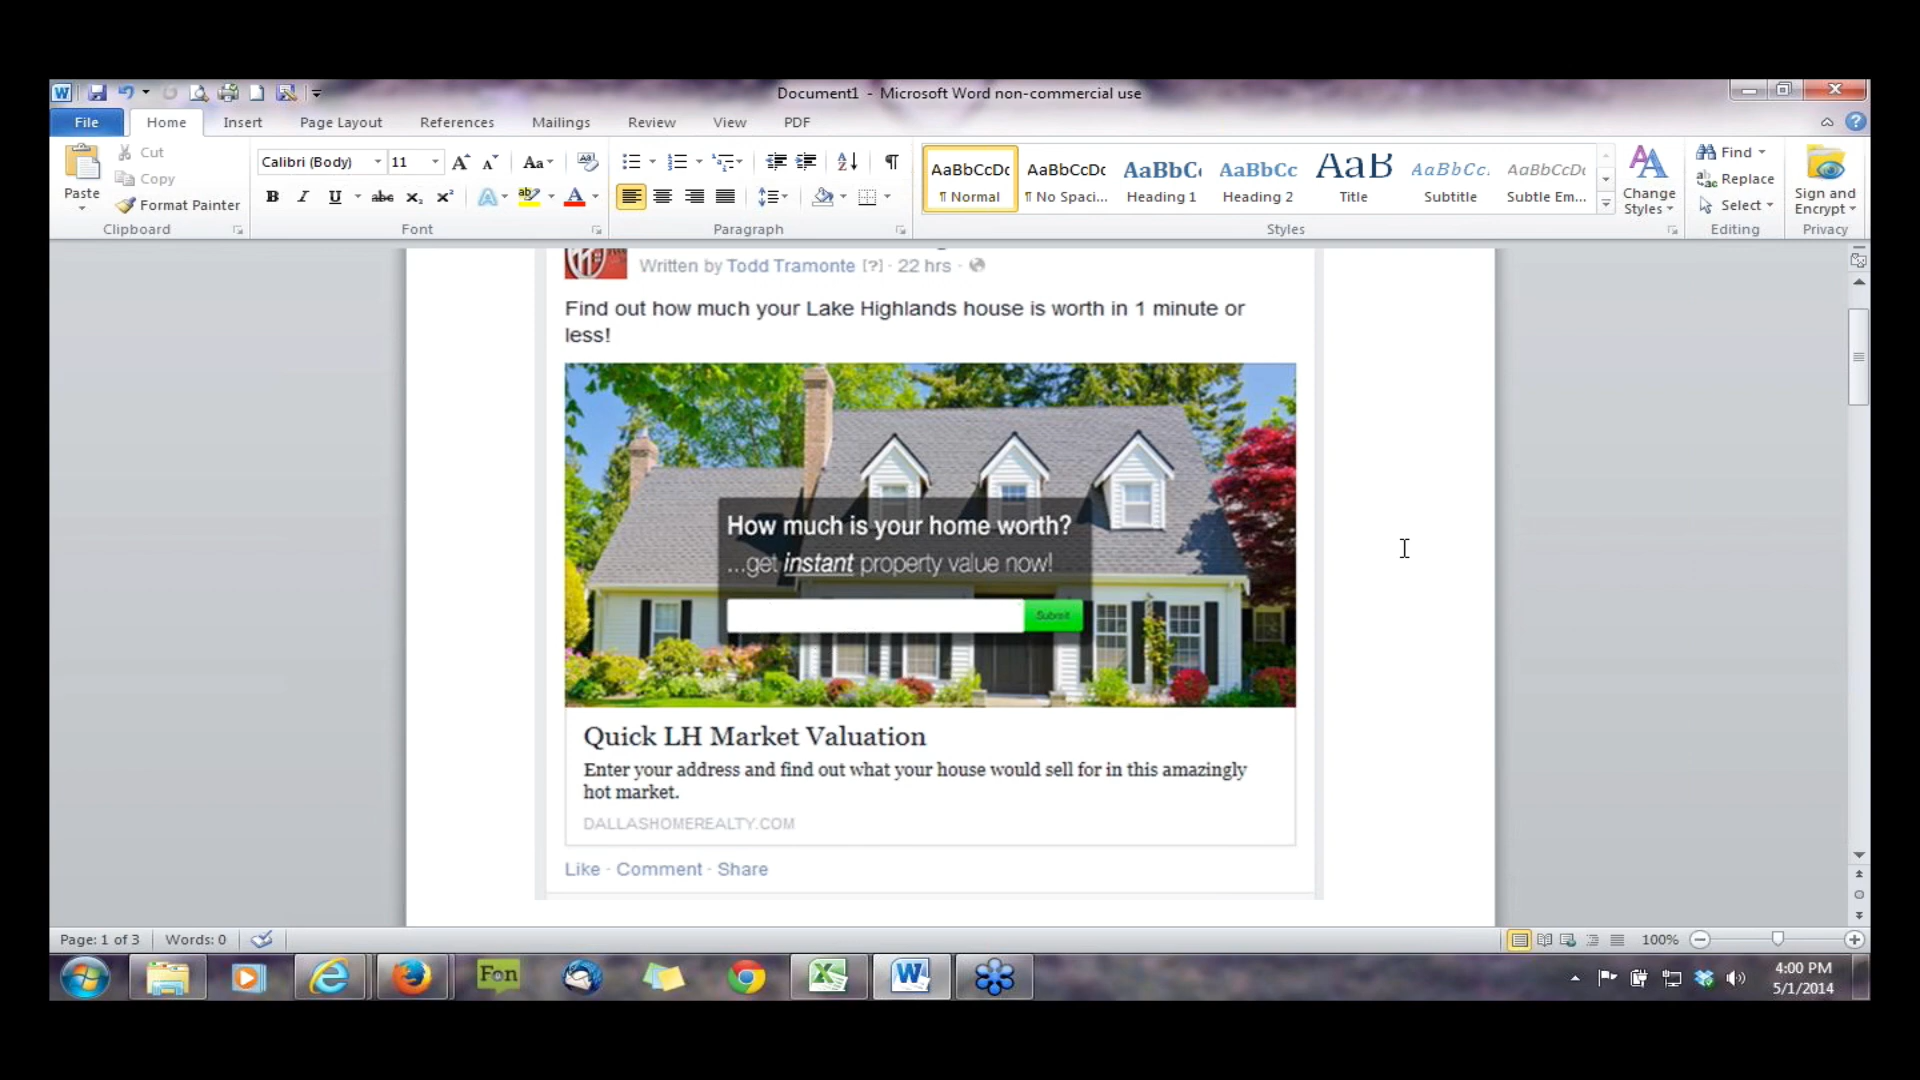 Document1 - Microsoft Word non-commercial use
File Home Insert Page Layout References Mailings Review View PDF
Paste
Cut
Copy
Format Painter
Clipboard
Calibri (Body) 11
Font
Paragraph
AaBbCcDc AaBbCcDc AaBbC AaBbCc AaB AaBbCc. AaBbCcDc
¶ Normal ¶ No Spaci... Heading 1 Heading 2 Title Subtitle Subtle Em...
Change
Styles
Styles
Find
Replace
Select
Editing
Sign and
Encrypt
Privacy
Written by Todd Tramonte [?] · 22 hrs ·
Find out how much your Lake Highlands house is worth in 1 minute or
less!
How much is your home worth?
...get instant property value now!
Submit
Quick LH Market Valuation
Enter your address and find out what your house would sell for in this amazingly
hot market.
DALLASHOMEREALTY.COM
Like · Comment · Share
Page: 1 of 3 Words: 0 100%
Fon
4:00 PM
5/1/2014